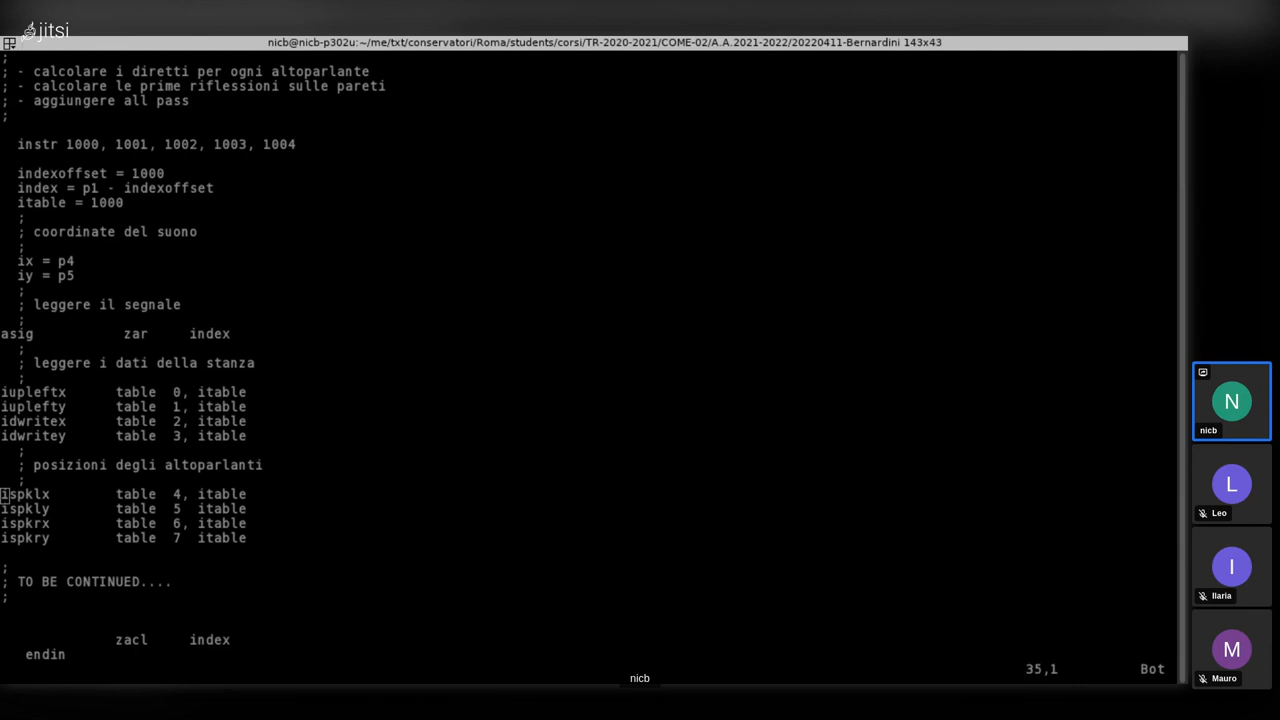 jitsi
nicb@nicb-p302u:~/me/txt/conservatori/Roma/students/corsi/TR-2020-2021/COME-02/A.A.2021-2022/20220411-Bernardini 143x43
;
; - calcolare i diretti per ogni altoparlante
; - calcolare le prime riflessioni sulle pareti
; - aggiungere all pass
;
instr 1000, 1001, 1002, 1003, 1004
indexoffset = 1000
index = p1 - indexoffset
itable = 1000
;
; coordinate del suono
;
ix = p4
iy = p5
;
; leggere il segnale
;
asig zar index
;
; leggere i dati della stanza
;
iupleftx table 0, itable
iuplefty table 1, itable
idwritex table 2, itable
idwritey table 3, itable
;
; posizioni degli altoparlanti
;
ispklx table 4, itable
ispkly table 5 itable
ispkrx table 6, itable
ispkry table 7 itable
;
; TO BE CONTINUED....
;
zacl index
endin
35,1 Bot
nicb
N
nicb
L
Leo
I
Ilaria
M
Mauro